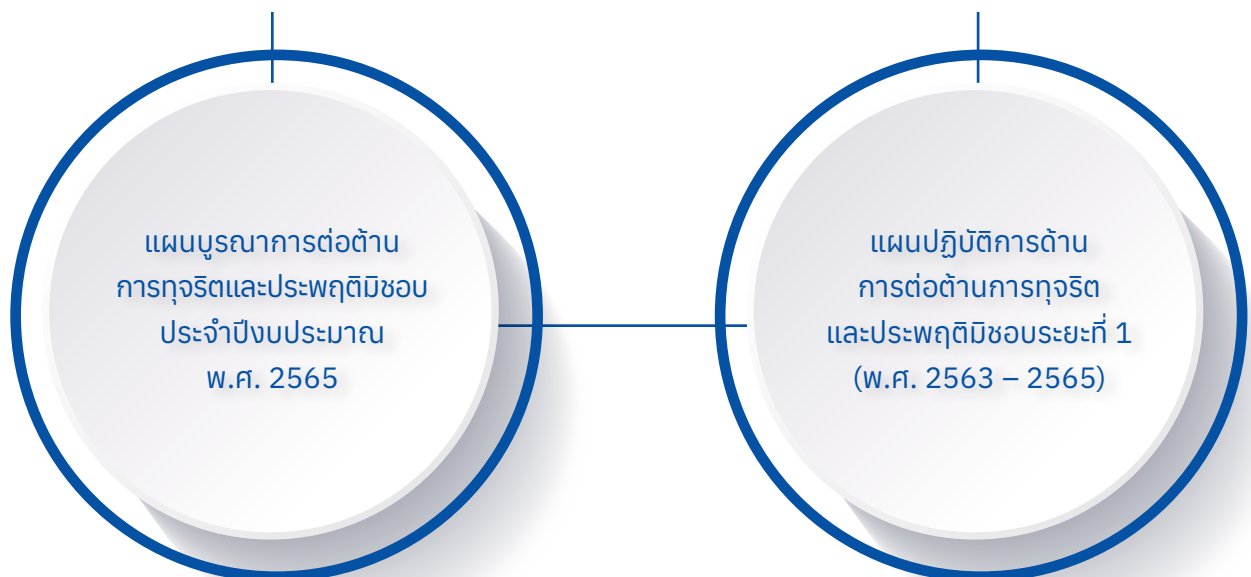 แผนบูรณาการต่อต้าน
การทุจริตและประพฤติมิชอบ
ประจำปีงบประมาณ
พ.ศ. 2565
แผนปฏิบัติการด้าน
การต่อต้านการทุจริต
และประพฤติมิชอบระยะที่ 1
(พ.ศ. 2563 – 2565)